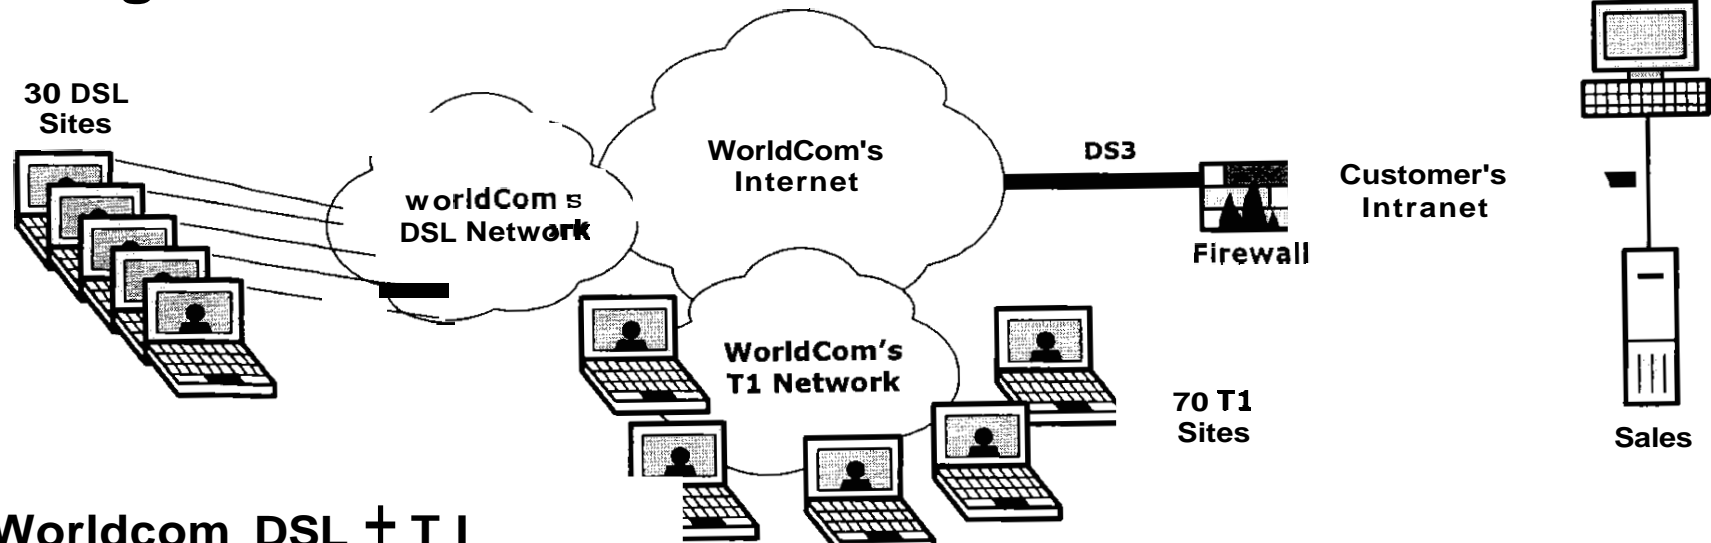 30 DSL
Sites
worldCom s
DSL Network
WorldCom's
Internet
DS3
Firewall
Customer's
Intranet
WorldCom's
T1 Network
70 T1
Sites
Sales
Worldcom DSL + T I